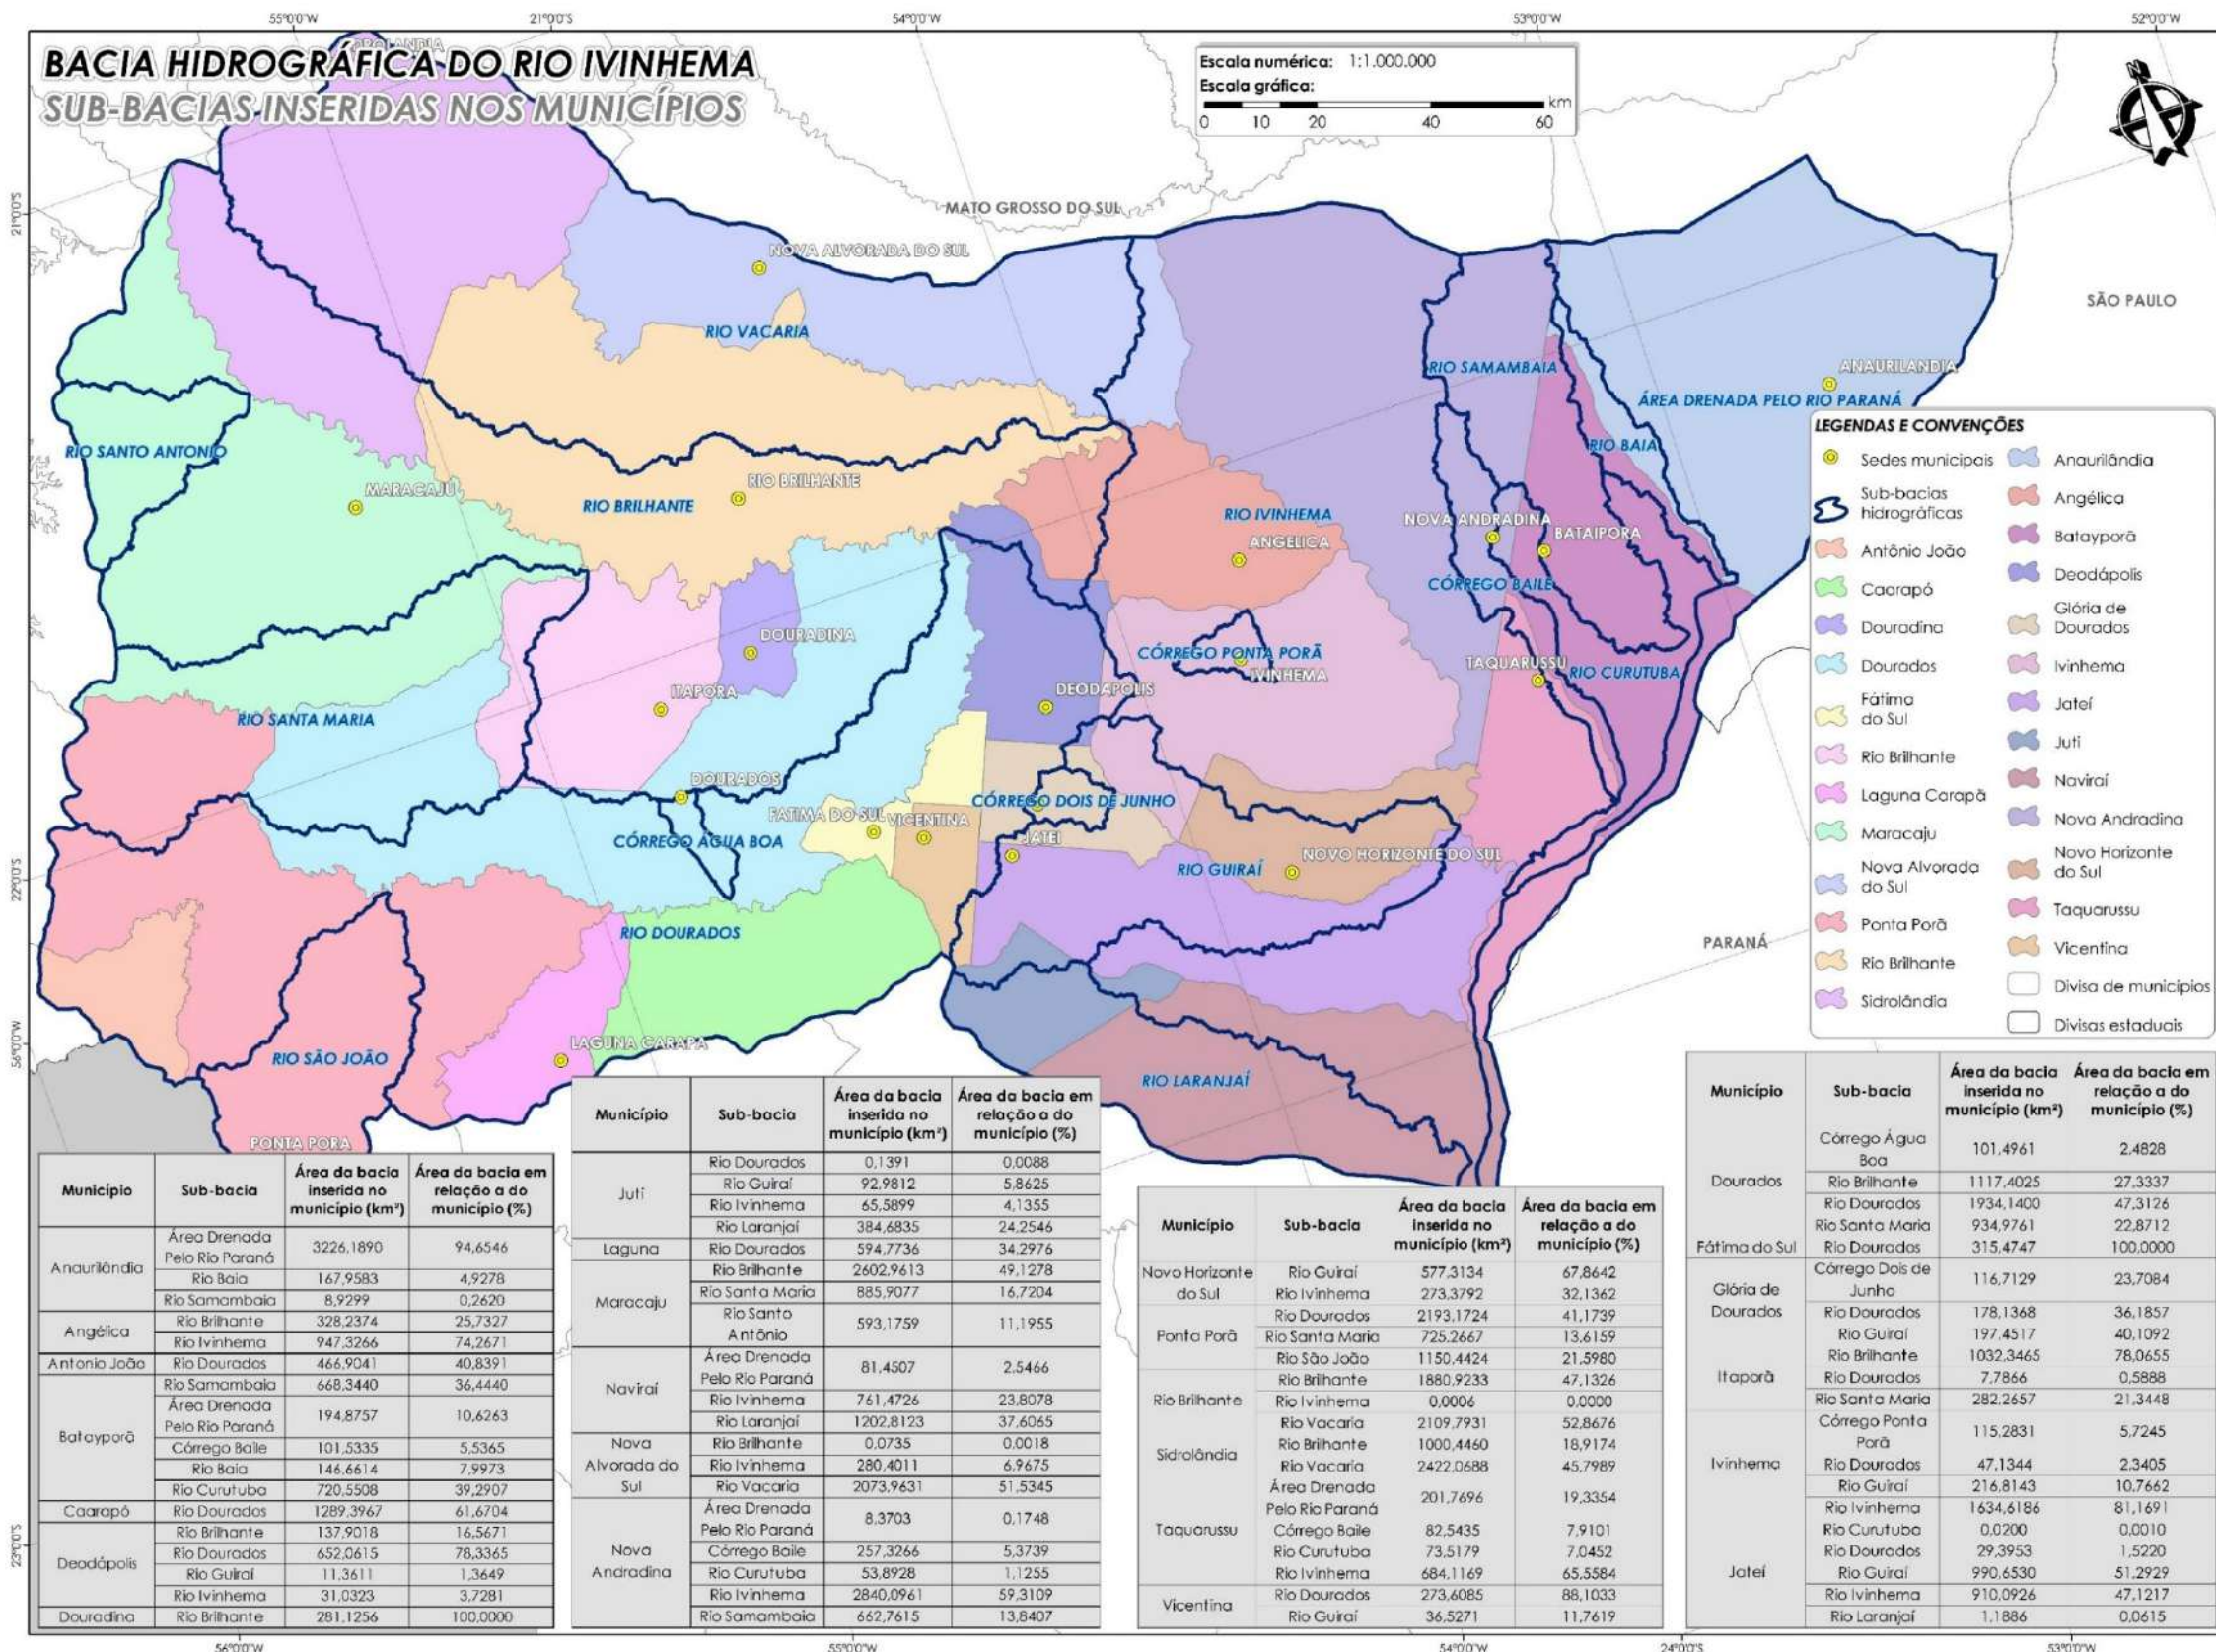 55°0'0"W 21°0'0"S 54°0'0"W 53°0'0"W 52°0'0"W
BACIA HIDROGRÁFICA DO RIO IVINHEMA
SUB-BACIAS INSERIDAS NOS MUNICÍPIOS
Escala numérica: 1:1.000.000
Escala gráfica:
km
0 10 20 40 60
N
21°0'0"S
22°0'0"S
56°0'0"W
23°0'0"S
MATO GROSSO DO SUL
SÃO PAULO
PARANÁ
NOVA ALVORADA DO SUL
RIO VACARIA
RIO SAMAMBAIA
ANAURILANDIA
ÁREA DRENADA PELO RIO PARANÁ
RIO BAIA
RIO SANTO ANTONIO
MARACAJU
RIO BRILHANTE
RIO BRILHANTE
RIO IVINHEMA
NOVA ANDRADINA
BATAIPORA
ANGELICA
CÓRREGO BAILE
DOURADINA
CÓRREGO PONTA PORÃ
IVINHEMA
TAQUARUSSU
RIO CURUTUBA
ITAPORA
DEODAPOLIS
RIO SANTA MARIA
DOURADOS
CÓRREGO DOIS DE JUNHO
FATIMA DO SUL
VICENTINA
CÓRREGO ÁGUA BOA
JATEI
NOVO HORIZONTE DO SUL
RIO GUIRAÍ
RIO DOURADOS
RIO SÃO JOÃO
LAGUNA CARAPA
RIO LARANJAÍ
PONTA PORA
LEGENDAS E CONVENÇÕES
Sedes municipais
Sub-bacias
hidrográficas
Antônio João
Caarapó
Douradina
Dourados
Fátima
do Sul
Rio Brilhante
Laguna Carapã
Maracaju
Nova Alvorada
do Sul
Ponta Porã
Rio Brilhante
Sidrolândia
Anaurilândia
Angélica
Batayporã
Deodápolis
Glória de
Dourados
Ivinhema
Jateí
Juti
Naviraí
Nova Andradina
Novo Horizonte
do Sul
Taquarussu
Vicentina
Divisa de municípios
Divisas estaduais
Município Sub-bacia Área da bacia inserida no município (km²) Área da bacia em relação a do município (%)
Anaurilândia Área Drenada Pelo Rio Paraná 3226,1890 94,6546
Rio Baia 167,9583 4,9278
Rio Samambaia 8,9299 0,2620
Angélica Rio Brilhante 328,2374 25,7327
Rio Ivinhema 947,3266 74,2671
Antonio João Rio Dourados 466,9041 40,8391
Batayporã Rio Samambaia 668,3440 36,4440
Área Drenada Pelo Rio Paraná 194,8757 10,6263
Córrego Baile 101,5335 5,5365
Rio Baia 146,6614 7,9973
Rio Curutuba 720,5508 39,2907
Caarapó Rio Dourados 1289,3967 61,6704
Deodápolis Rio Brilhante 137,9018 16,5671
Rio Dourados 652,0615 78,3365
Rio Guiraí 11,3611 1,3649
Rio Ivinhema 31,0323 3,7281
Douradina Rio Brilhante 281,1256 100,0000
Município Sub-bacia Área da bacia inserida no município (km²) Área da bacia em relação a do município (%)
Juti Rio Dourados 0,1391 0,0088
Rio Guiraí 92,9812 5,8625
Rio Ivinhema 65,5899 4,1355
Rio Laranjaí 384,6835 24,2546
Laguna Rio Dourados 594,7736 34,2976
Maracaju Rio Brilhante 2602,9613 49,1278
Rio Santa Maria 885,9077 16,7204
Rio Santo Antônio 593,1759 11,1955
Naviraí Área Drenada Pelo Rio Paraná 81,4507 2,5466
Rio Ivinhema 761,4726 23,8078
Rio Laranjaí 1202,8123 37,6065
Nova Alvorada do Sul Rio Brilhante 0,0735 0,0018
Rio Ivinhema 280,4011 6,9675
Rio Vacaria 2073,9631 51,5345
Nova Andradina Área Drenada Pelo Rio Paraná 8,3703 0,1748
Córrego Baile 257,3266 5,3739
Rio Curutuba 53,8928 1,1255
Rio Ivinhema 2840,0961 59,3109
Rio Samambaia 662,7615 13,8407
Município Sub-bacia Área da bacia inserida no município (km²) Área da bacia em relação a do município (%)
Novo Horizonte do Sul Rio Guiraí 577,3134 67,8642
Rio Ivinhema 273,3792 32,1362
Ponta Porã Rio Dourados 2193,1724 41,1739
Rio Santa Maria 725,2667 13,6159
Rio São João 1150,4424 21,5980
Rio Brilhante Rio Brilhante 1880,9233 47,1326
Rio Ivinhema 0,0006 0,0000
Rio Vacaria 2109,7931 52,8676
Sidrolândia Rio Brilhante 1000,4460 18,9174
Rio Vacaria 2422,0688 45,7989
Taquarussu Área Drenada Pelo Rio Paraná 201,7696 19,3354
Córrego Baile 82,5435 7,9101
Rio Curutuba 73,5179 7,0452
Rio Ivinhema 684,1169 65,5584
Vicentina Rio Dourados 273,6085 88,1033
Rio Guiraí 36,5271 11,7619
Município Sub-bacia Área da bacia inserida no município (km²) Área da bacia em relação a do município (%)
Dourados Córrego Água Boa 101,4961 2,4828
Rio Brilhante 1117,4025 27,3337
Rio Dourados 1934,1400 47,3126
Rio Santa Maria 934,9761 22,8712
Fátima do Sul Rio Dourados 315,4747 100,0000
Glória de Dourados Córrego Dois de Junho 116,7129 23,7084
Rio Dourados 178,1368 36,1857
Rio Guiraí 197,4517 40,1092
Itaporã Rio Brilhante 1032,3465 78,0655
Rio Dourados 7,7866 0,5888
Rio Santa Maria 282,2657 21,3448
Ivinhema Córrego Ponta Porã 115,2831 5,7245
Rio Dourados 47,1344 2,3405
Rio Guiraí 216,8143 10,7662
Rio Ivinhema 1634,6186 81,1691
Jateí Rio Curutuba 0,0200 0,0010
Rio Dourados 29,3953 1,5220
Rio Guiraí 990,6530 51,2929
Rio Ivinhema 910,0926 47,1217
Rio Laranjaí 1,1886 0,0615
56°0'0"W 55°0'0"W 54°0'0"W 24°0'0"S 53°0'0"W